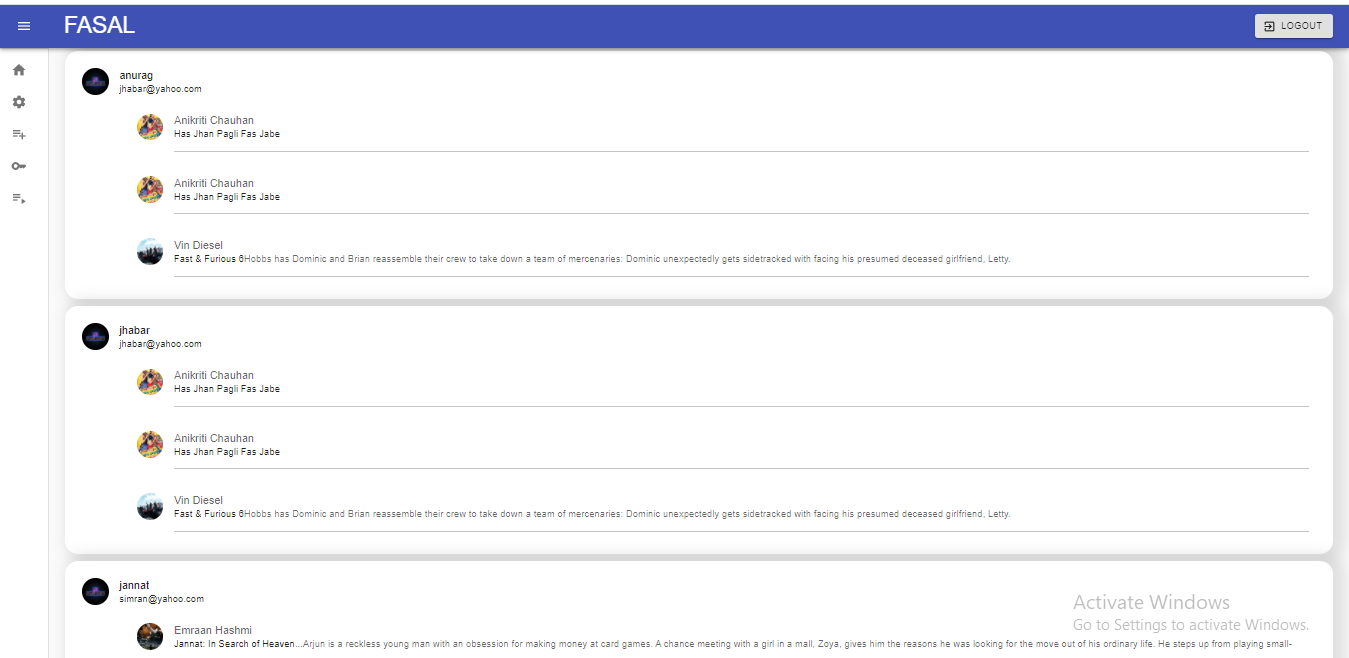 FASAL
LOGOUT
anurag
jhabar@yahoo.com
Anikriti Chauhan
Has Jhan Pagli Fas Jabe
Anikriti Chauhan
Has Jhan Pagli Fas Jabe
Vin Diesel
Fast & Furious 6Hobbs has Dominic and Brian reassemble their crew to take down a team of mercenaries: Dominic unexpectedly gets sidetracked with facing his presumed deceased girlfriend, Letty.
jhabar
jhabar@yahoo.com
Anikriti Chauhan
Has Jhan Pagli Fas Jabe
Anikriti Chauhan
Has Jhan Pagli Fas Jabe
Vin Diesel
Fast & Furious 6Hobbs has Dominic and Brian reassemble their crew to take down a team of mercenaries: Dominic unexpectedly gets sidetracked with facing his presumed deceased girlfriend, Letty.
jannat
simran@yahoo.com
Emraan Hashmi
Jannat: In Search of Heaven...Arjun is a reckless young man with an obsession for making money at card games. A chance meeting with a girl in a mall, Zoya, gives him the reasons he was looking for the move out of his ordinary life. He steps up from playing small-
Activate Windows
Go to Settings to activate Windows.